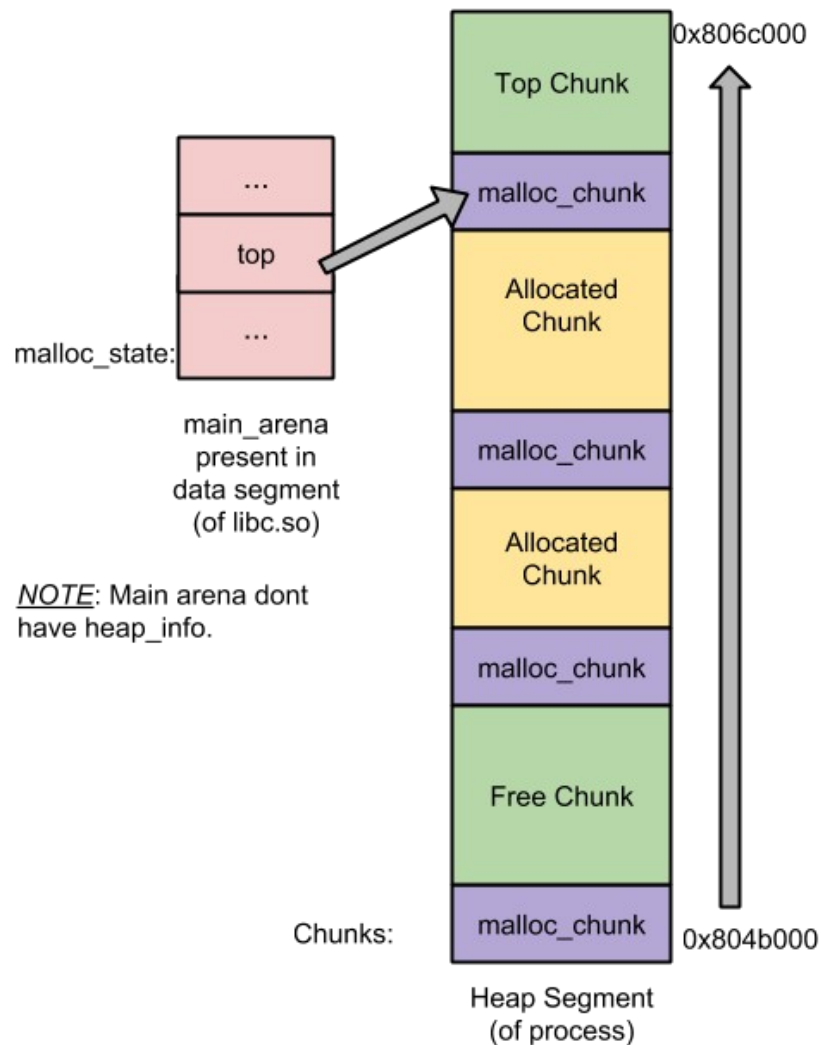 0x806c000
Top Chunk
malloc_chunk
...
top
...
malloc_state:
main_arena
present in
data segment
(of libc.so)
NOTE: Main arena dont
have heap_info.
Allocated
Chunk
malloc_chunk
Allocated
Chunk
malloc_chunk
Free Chunk
Chunks:
malloc_chunk
0x804b000
Heap Segment
(of process)